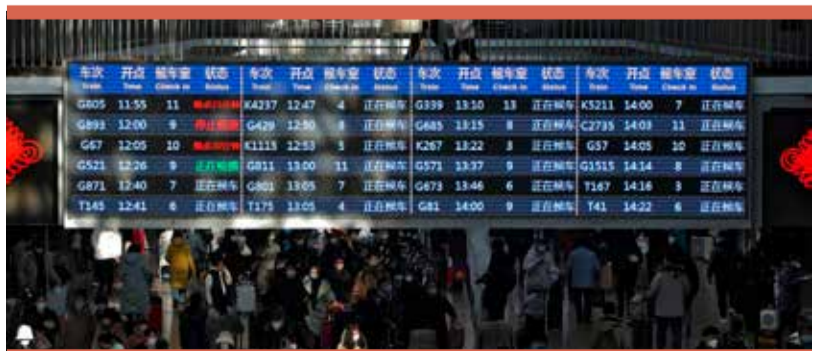 车次 开点 候车室 状态 车次 开点 候车室 状态 车次 开点 候车室 状态 车次 开点 候车室 状态
Train Time Check in Status Train Time Check in Status Train Time Check in Status Train Time Check in Status
G805 11:55 11 K4237 12:47 4 正在候车 G339 13:10 13 正在候车 K5211 14:00 7 正在候车
G893 12:00 9 停止检票 G429 12:50 8 正在候车 G685 13:15 8 正在候车 C2735 14:03 11 正在候车
G67 12:05 10 K1115 12:53 5 正在候车 K267 13:22 3 正在候车 G57 14:05 10 正在候车
G521 12:26 9 正在检票 G811 13:00 11 正在候车 G571 13:37 9 正在候车 G1515 14:14 8 正在候车
G871 12:40 7 正在候车 G801 13:05 7 正在候车 G673 13:46 6 正在候车 T167 14:16 3 正在候车
T145 12:41 6 正在候车 T175 13:05 4 正在候车 G81 14:00 9 正在候车 T41 14:22 6 正在候车